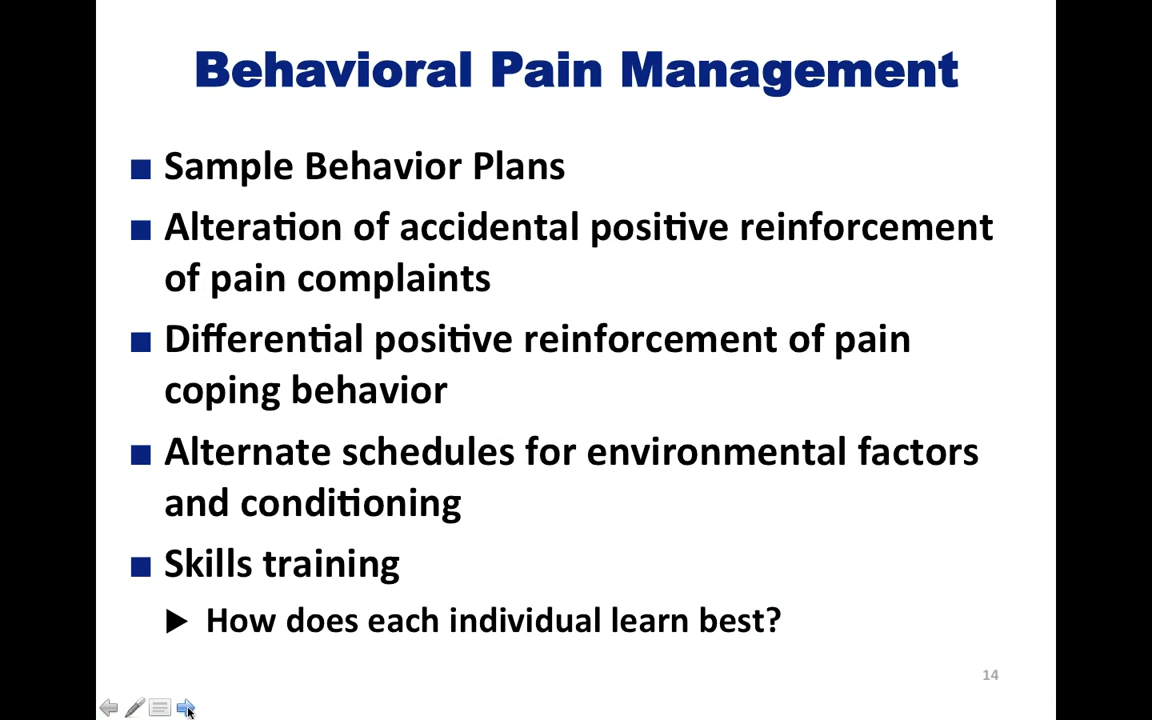 Behavioral Pain Management
■ Sample Behavior Plans
■ Alteration of accidental positive reinforcement
of pain complaints
■ Differential positive reinforcement of pain
coping behavior
■ Alternate schedules for environmental factors
and conditioning
■ Skills training
▶ How does each individual learn best?
14